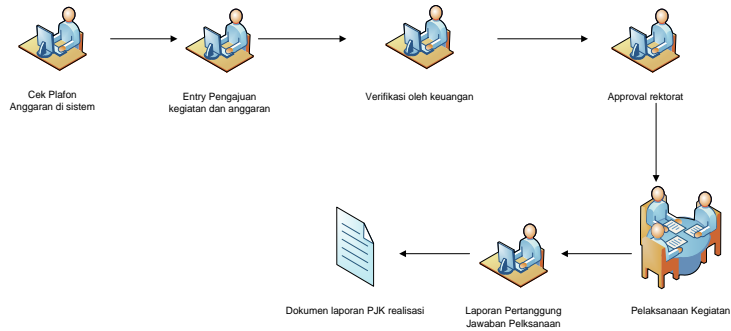 Cek Plafon
Anggaran di sistem
Entry Pengajuan
kegiatan dan anggaran
Verifikasi oleh keuangan
Approval rektorat
Dokumen laporan PJK realisasi
Laporan Pertanggung
Jawaban Pelksanaan
Pelaksanaan Kegiatan